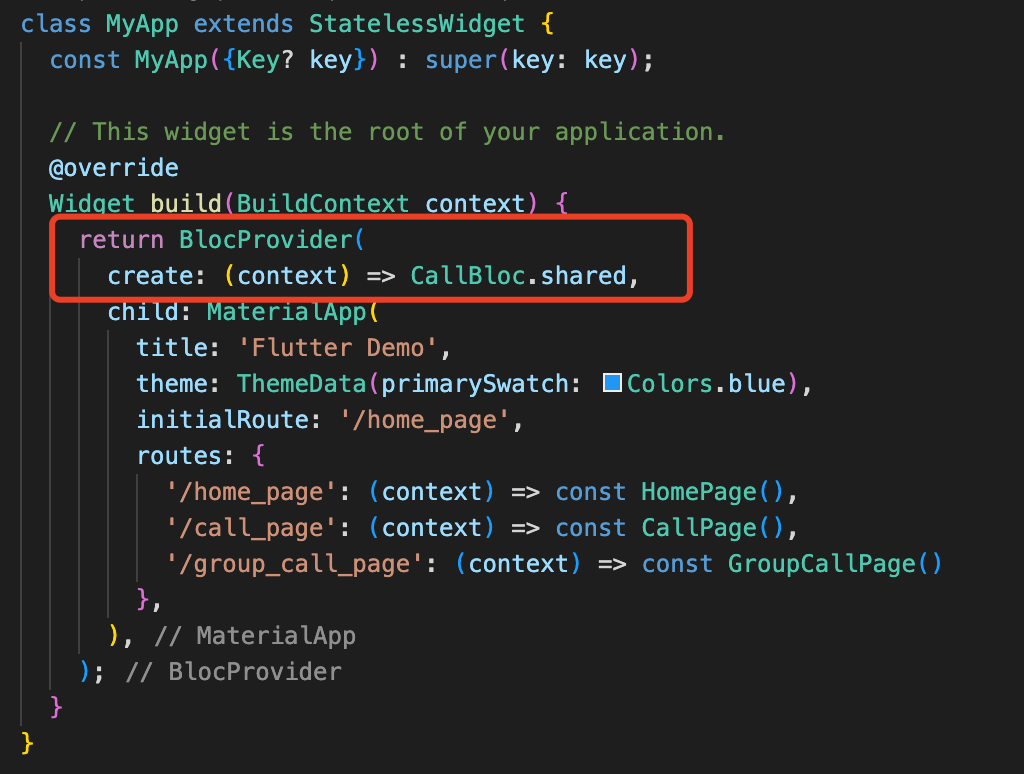 class MyApp extends StatelessWidget {
const MyApp({Key? key}) : super(key: key);
// This widget is the root of your application.
@override
Widget build(BuildContext context) {
return BlocProvider(
create: (context) => CallBloc.shared,
child: MaterialApp(
title: 'Flutter Demo',
theme: ThemeData(primarySwatch: Colors.blue),
initialRoute: '/home_page',
routes: {
'/home_page': (context) => const HomePage(),
'/call_page': (context) => const CallPage(),
'/group_call_page': (context) => const GroupCallPage()
},
), // MaterialApp
); // BlocProvider
}
}